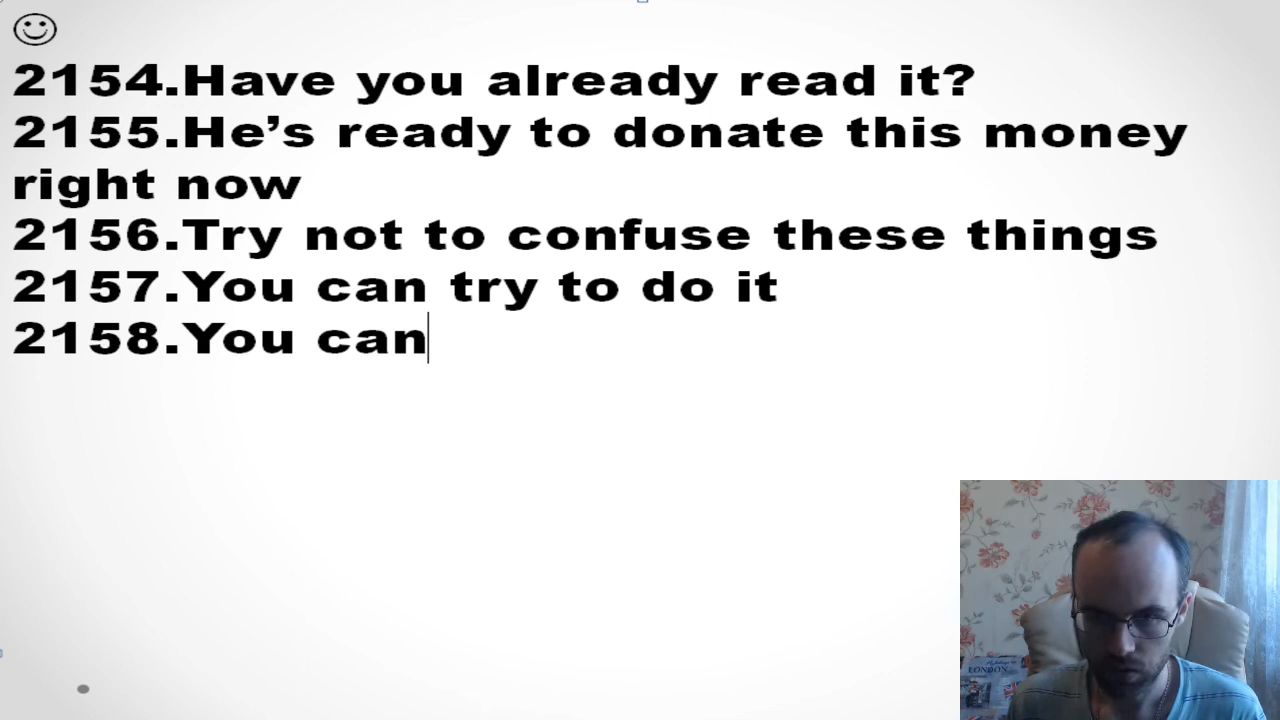 2154.Have you already read it?
2155.He’s ready to donate this money
right now
2156.Try not to confuse these things
2157.You can try to do it
2158.You can
LONDON